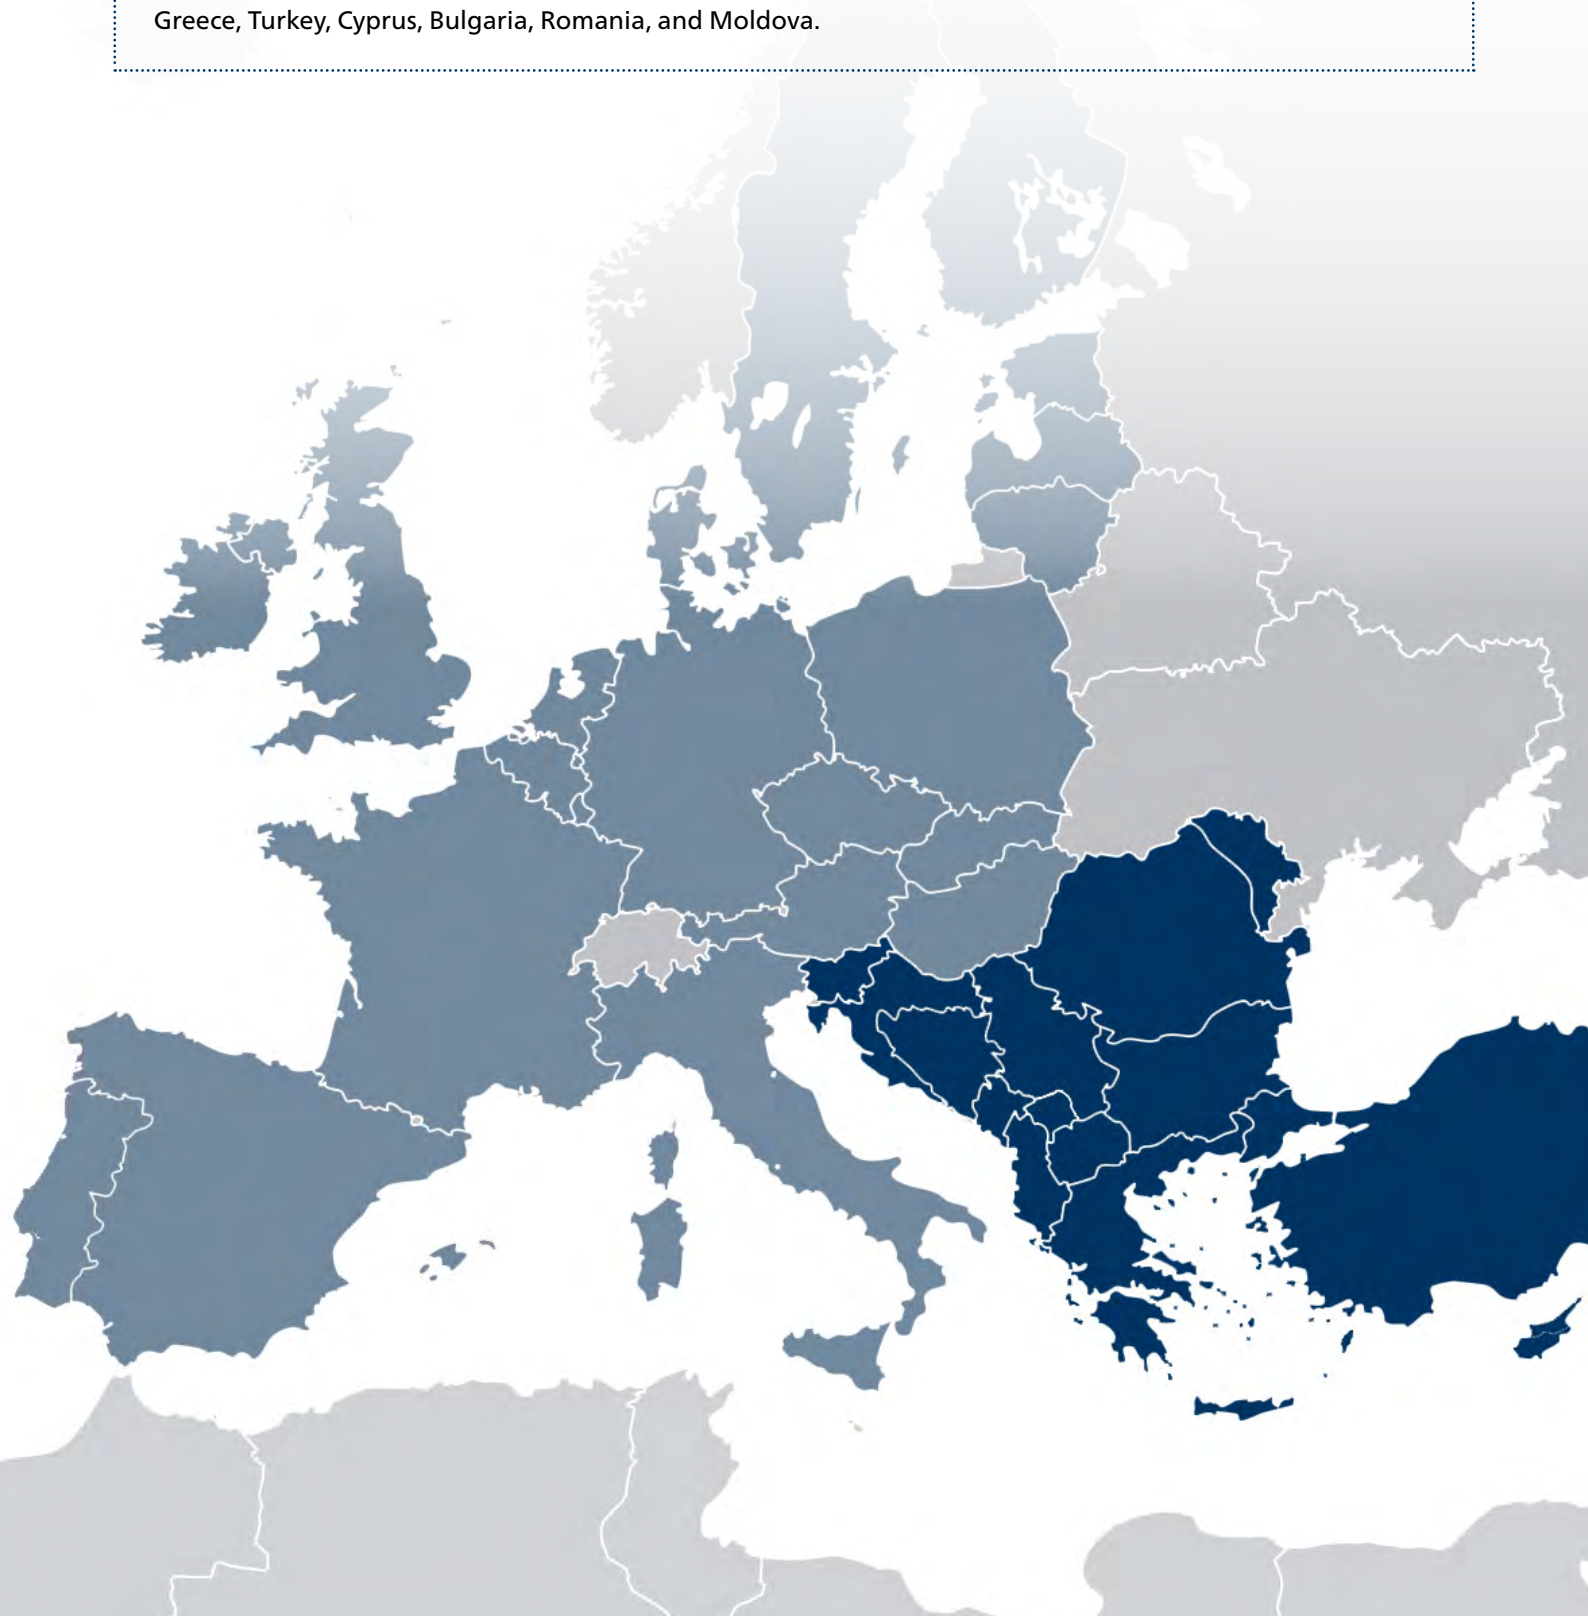 Greece, Turkey, Cyprus, Bulgaria, Romania, and Moldova.